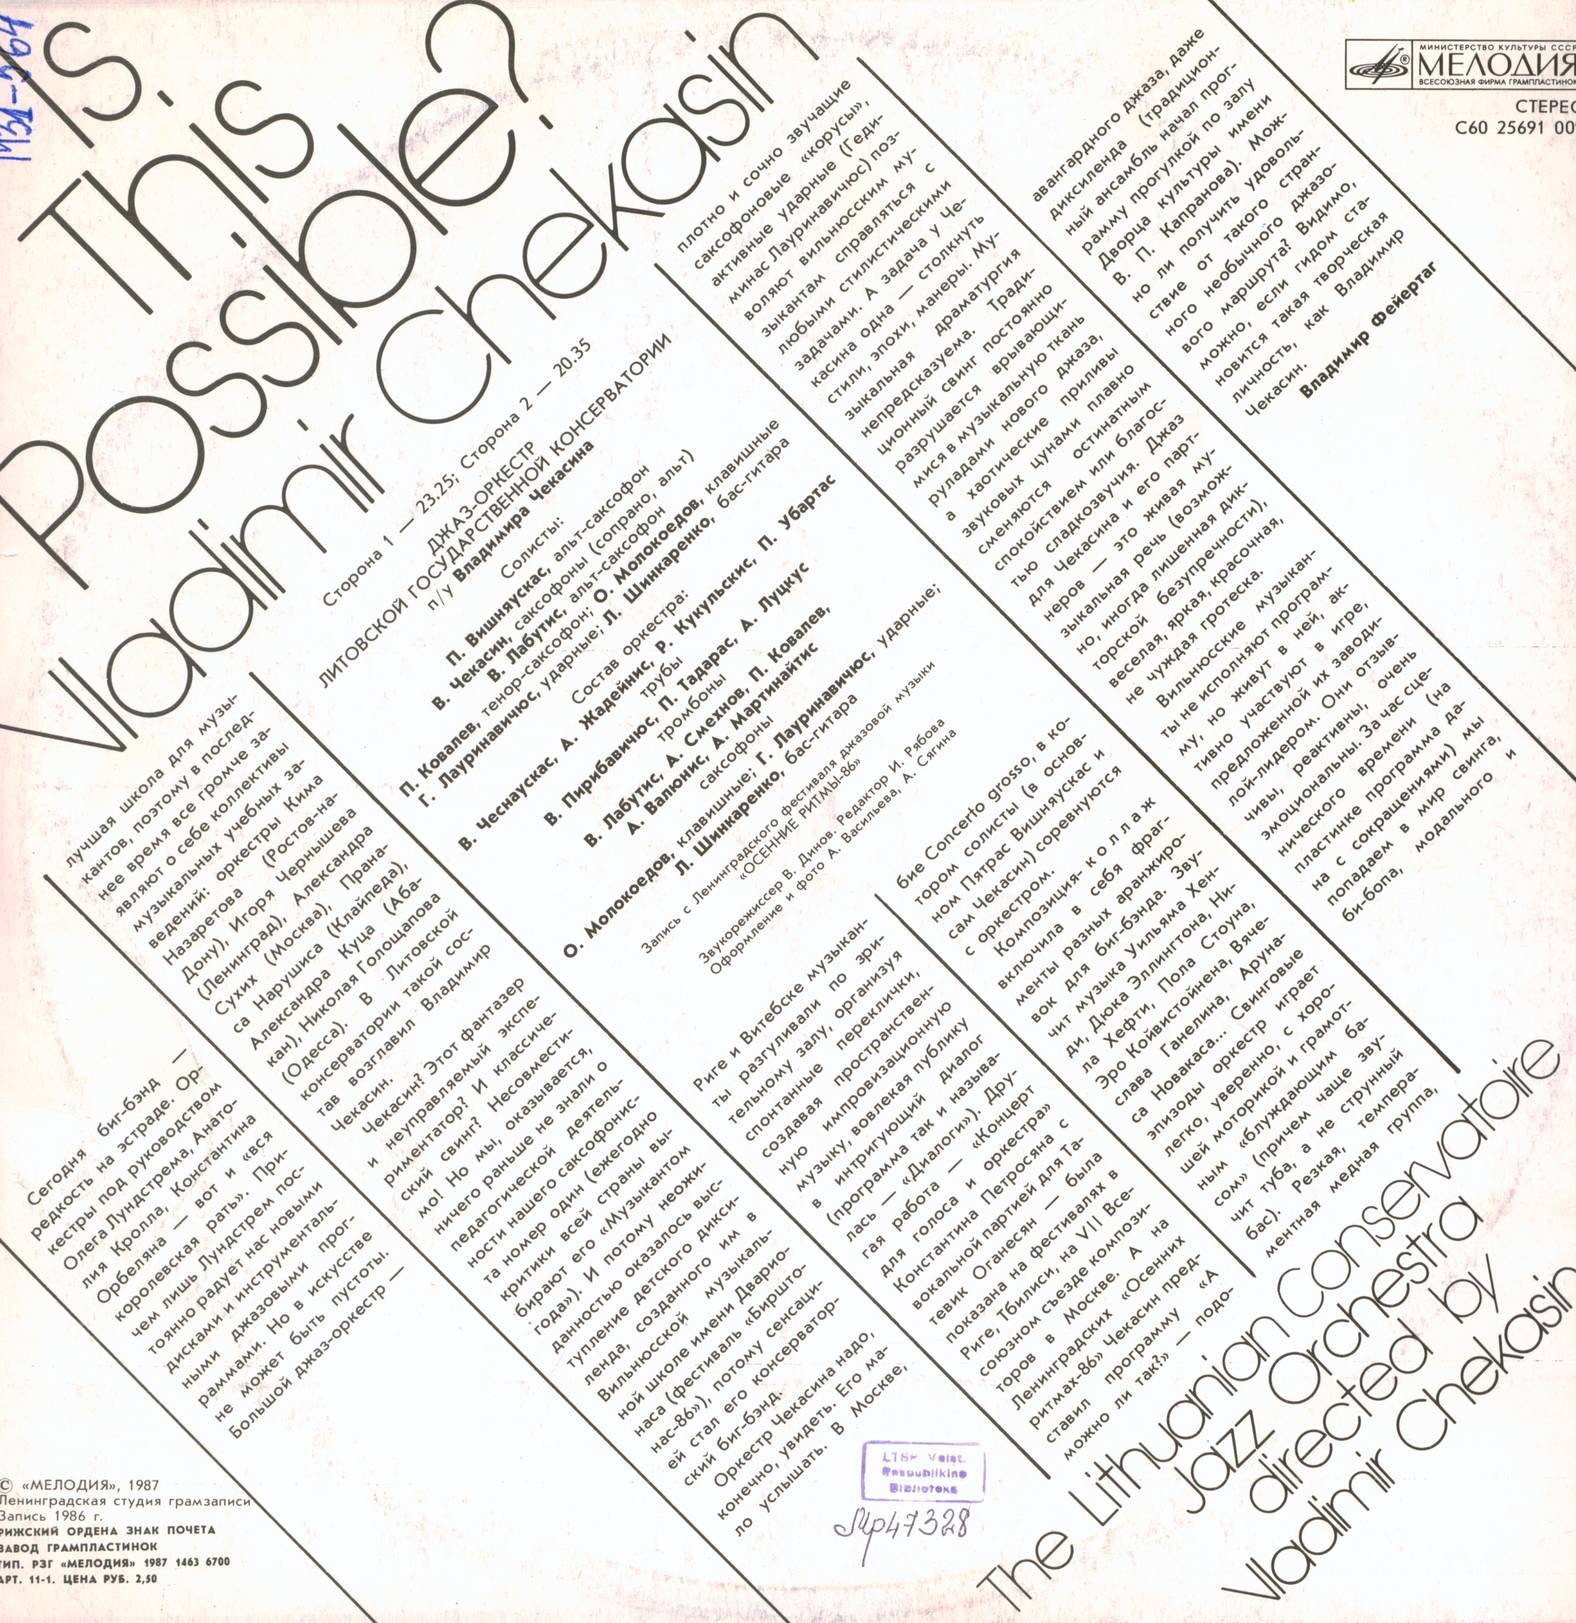 Is
This
Possible?
Vladimir Chekasin
МИНИСТЕРСТВО КУЛЬТУРЫ СССР
МЕЛОДИЯ
ВСЕСОЮЗНАЯ ФИРМА ГРАМПЛАСТИНОК
СТЕРЕО
С60 25691 00
Сторона 1 — 23.25; Сторона 2 — 20.35
ДЖАЗ-ОРКЕСТР
ЛИТОВСКОЙ ГОСУДАРСТВЕННОЙ КОНСЕРВАТОРИИ
п/у Владимира Чекасина
Солисты:
П. Вишняускас, альт-саксофон
В. Чекасин, саксофоны (сопрано, альт)
В. Лабутис, альт-саксофон
П. Ковалев, тенор-саксофон; О. Молокоедов, клавишные
Г. Лауринавичюс, ударные; Л. Шинкаренко, бас-гитара
Состав оркестра:
В. Чеснаускас, А. Жадейнис, Р. Кукульскис, П. Убартас
трубы
В. Пирибавичюс, П. Тадарас, А. Луцкус
тромбоны
В. Лабутис, А. Смехнов, П. Ковалев,
А. Валюнис, А. Мартинайтис
саксофоны
О. Молокоедов, клавишные; Г. Лауринавичюс, ударные;
Л. Шинкаренко, бас-гитара
Запись с Ленинградского фестиваля джазовой музыки
«ОСЕННИЕ РИТМЫ-86»
Звукорежиссер В. Динов. Редактор И. Рябова
Оформление и фото А. Васильева, А. Сягина
Сегодня биг-бэнд —
редкость на эстраде. Ор-
кестры под руководством
Олега Лундстрема, Анато-
лия Кролла, Константина
Орбеляна — вот и «вся
королевская рать». При-
чем лишь Лундстрем пос-
тоянно радует нас новыми
дисками и инструменталь-
ными джазовыми прог-
раммами. Но в искусстве
не может быть пустоты.
Большой джаз-оркестр —
лучшая школа для музы-
кантов, поэтому в послед-
нее время все громче за-
являют о себе коллективы
музыкальных учебных за-
ведений: оркестры Кима
Назаретова (Ростов-на-
Дону), Игоря Чернышева
(Ленинград), Александра
Сухих (Москва), Прана-
са Нарушиса (Клайпеда),
Александра Куца (Аба-
кан), Николая Голощапова
(Одесса). В Литовской
консерватории такой сос-
тав возглавил Владимир
Чекасин.
Чекасин? Этот фантазер
и неуправляемый экспе-
риментатор? И классиче-
ский свинг? Несовмести-
мо! Но мы, оказывается,
ничего раньше не знали о
педагогической деятель-
ности нашего саксофонис-
та номер один (ежегодно
критики всей страны вы-
бирают его «Музыкантом
года»). И потому неожи-
данностью оказалось выс-
тупление детского дикси-
ленда, созданного им в
Вильнюсской музыкаль-
ной школе имени Дварио-
наса (фестиваль «Биршто-
нас-86»), потому сенсаци-
ей стал его консерватор-
ский биг-бэнд.
Оркестр Чекасина надо,
конечно, увидеть. Его ма-
ло услышать. В Москве,
Риге и Витебске музыкан-
ты разгуливали по зри-
тельному залу, организуя
спонтанные переклички,
создавая пространствен-
ную импровизационную
музыку, вовлекая публику
в интригующий диалог
(программа так и называ-
лась — «Диалоги»). Дру-
гая работа — «Концерт
для голоса и оркестра»
Константина Петросяна с
вокальной партией для Та-
тевик Оганесян — была
показана на фестивалях в
Риге, Тбилиси, на VII Все-
союзном съезде компози-
торов в Москве. А на
Ленинградских «Осенних
ритмах-86» Чекасин пред-
ставил программу «А
можно ли так?» — подо-
бие Concerto grosso, в ко-
тором солисты (в основ-
ном Пятрас Вишняускас и
сам Чекасин) соревнуются
с оркестром.
Композиция-коллаж
включила в себя фраг-
менты разных аранжиро-
вок для биг-бэнда. Зву-
чит музыка Уильяма Хен-
ди, Дюка Эллингтона, Ни-
ла Хефти, Пола Стоуна,
Эро Койвистойнена, Вяче-
слава Ганелина, Аруна-
са Новакаса... Свинговые
эпизоды оркестр играет
легко, уверенно, с хоро-
шей моторикой и грамот-
ным «блуждающим ба-
сом» (причем чаще зву-
чит туба, а не струнный
бас). Резкая, темпера-
ментная медная группа,
плотно и сочно звучащие
саксофоновые «корусы»,
активные ударные (Геди-
минас Лауринавичюс) поз-
воляют вильнюсским му-
зыкантам справляться с
любыми стилистическими
задачами. А задача у Че-
касина одна — столкнуть
стили, эпохи, манеры. Му-
зыкальная драматургия
непредсказуема. Тради-
ционный свинг постоянно
разрушается врывающи-
мися в музыкальную ткань
руладами нового джаза,
а хаотические приливы
звуковых цунами плавно
сменяются остинатным
спокойствием или благос-
тью сладкозвучия. Джаз
для Чекасина и его парт-
неров — это живая му-
зыкальная речь (возмож-
но, иногда лишенная дик-
торской безупречности),
веселая, яркая, красочная,
не чуждая гротеска.
Вильнюсские музыкан-
ты не исполняют програм-
му, но живут в ней, ак-
тивно участвуют в игре,
предложенной их заводи-
лой-лидером. Они отзыв-
чивы, реактивны, очень
эмоциональны. За час сце-
нического времени (на
пластинке программа да-
на с сокращениями) мы
попадаем в мир свинга,
би-бопа, модального и
авангардного джаза, даже
диксиленда (традицион-
ный ансамбль начал прог-
рамму прогулкой по залу
Дворца культуры имени
В. П. Капранова). Мож-
но ли получить удоволь-
ствие от такого стран-
ного необычного джазо-
вого маршрута? Видимо,
можно, если гидом ста-
новится такая творческая
личность, как Владимир
Чекасин.
Владимир Фейертаг
The Lithuanian Conservatoire
Jazz Orchestra
directed by
Vladimir Chekasin
© «МЕЛОДИЯ», 1987
Ленинградская студия грамзаписи
Запись 1986 г.
РИЖСКИЙ ОРДЕНА ЗНАК ПОЧЕТА
ЗАВОД ГРАМПЛАСТИНОК
ТИП. РЗГ «МЕЛОДИЯ» 1987 1463 6700
АРТ. 11-1. ЦЕНА РУБ. 2,50
LTSR Valst.
Respublikinė
Biblioteka
47328